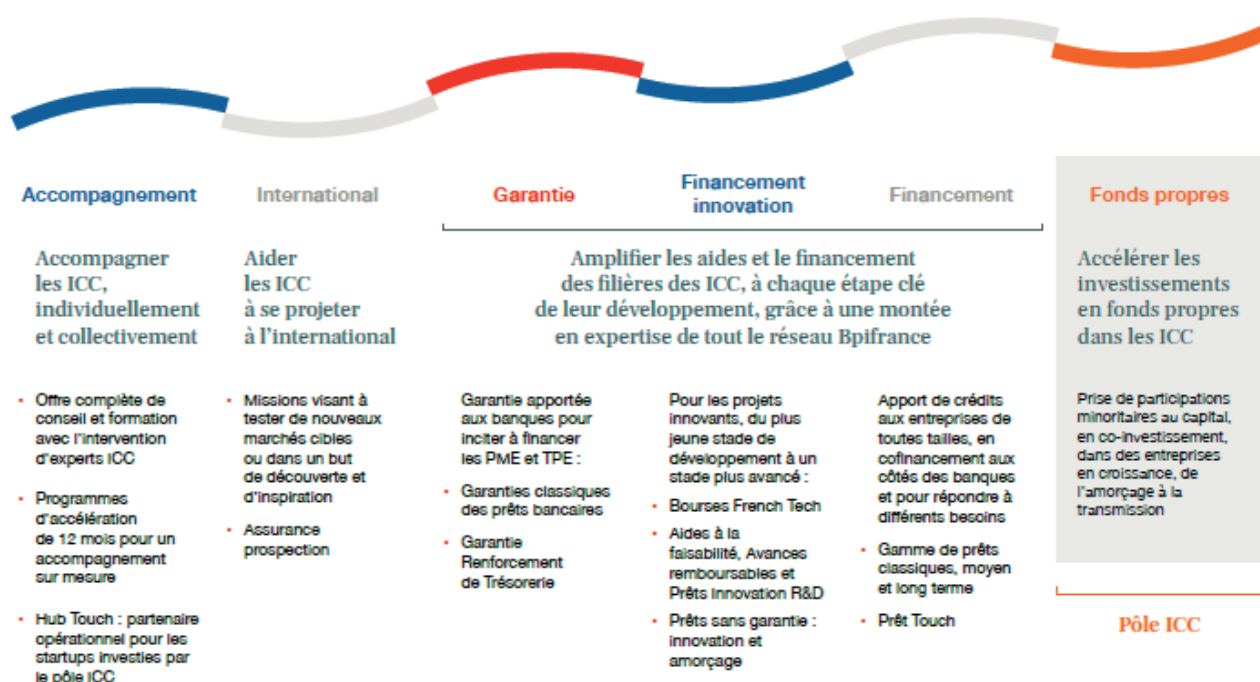 Accompagnement
Accompagner
les ICC,
individuellement
et collectivement
• Offre complète de
conseil et formation
avec l'intervention
d'experts ICC
• Programmes
d'accélération
de 12 mois pour un
accompagnement
sur mesure
• Hub Touch : partenaire
opérationnel pour les
startups investies par
le pôle ICC
International
Aider
les ICC
à se projeter
à l'international
• Missions visant à
tester de nouveaux
marchés cibles
ou dans un but
de découverte et
d'inspiration
• Assurance
prospection
Garantie
Financement
innovation
Financement
Amplifier les aides et le financement
des filières des ICC, à chaque étape clé
de leur développement, grâce à une montée
en expertise de tout le réseau Bpifrance
Garantie apportée
aux banques pour
inciter à financer
les PME et TPE :
• Garanties classiques
des prêts bancaires
• Garantie
Renforcement
de Trésorerie
Pour les projets
innovants, du plus
jeune stade de
développement à un
stade plus avancé :
• Bourses French Tech
• Aides à la
faisabilité, Avances
remboursables et
Prêts Innovation R&D
• Prêts sans garantie :
innovation et
amorçage
Apport de crédits
aux entreprises de
toutes tailles, en
cofinancement aux
côtés des banques
et pour répondre à
différents besoins
• Gamme de prêts
classiques, moyen
et long terme
• Prêt Touch
Fonds propres
Accélérer les
investissements
en fonds propres
dans les ICC
Prise de participations
minoritaires au capital,
en co-investissement,
dans des entreprises
en croissance, de
l'amorçage à la
transmission
Pôle ICC